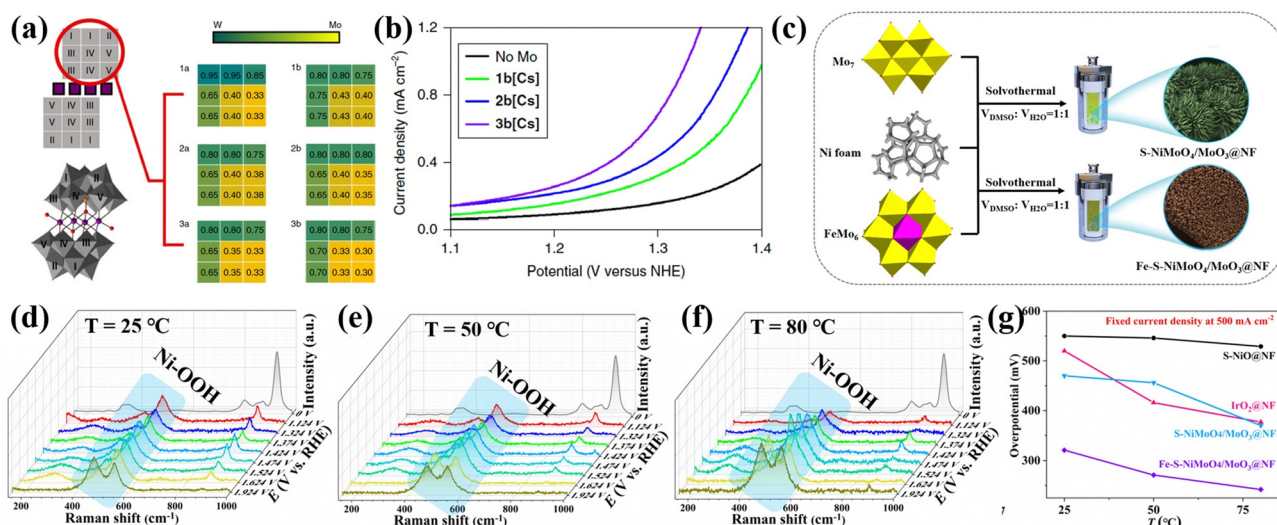 (a)
W
Mo
I I II
III IV V
III IV V
V IV III
V IV III
II I I
I II
III IV V
V IV III
II I
1a
0.95 0.95 0.85
0.65 0.40 0.33
0.65 0.40 0.33
1b
0.80 0.80 0.75
0.75 0.43 0.40
0.75 0.43 0.40
2a
0.80 0.80 0.75
0.65 0.40 0.38
0.65 0.40 0.38
2b
0.80 0.80 0.80
0.65 0.40 0.35
0.65 0.40 0.35
3a
0.80 0.80 0.75
0.65 0.35 0.33
0.65 0.35 0.33
3b
0.80 0.80 0.75
0.70 0.33 0.30
0.70 0.33 0.30
(b)
Current density (mA cm⁻²)
1.2
0.8
0.4
0.0
No Mo
1b[Cs]
2b[Cs]
3b[Cs]
1.1 1.2 1.3 1.4
Potential (V versus NHE)
(c)
Mo₇
Ni foam
FeMo₆
Solvothermal
V_DMSO: V_H2O=1:1
S-NiMoO₄/MoO₃@NF
Solvothermal
V_DMSO: V_H2O=1:1
Fe-S-NiMoO₄/MoO₃@NF
(d)
T = 25 °C
Ni-OOH
Intensity (a.u.)
0 V
1.124 V
1.324 V
1.374 V
1.424 V
1.474 V
1.524 V
1.624 V
1.924 V
E (V vs. RHE)
200 400 600 800 1000
Raman shift (cm⁻¹)
(e)
T = 50 °C
Ni-OOH
Intensity (a.u.)
0 V
1.124 V
1.324 V
1.374 V
1.424 V
1.474 V
1.524 V
1.624 V
1.924 V
E (V vs. RHE)
200 400 600 800 1000
Raman shift (cm⁻¹)
(f)
T = 80 °C
Ni-OOH
Intensity (a.u.)
0 V
1.124 V
1.324 V
1.374 V
1.424 V
1.474 V
1.524 V
1.624 V
1.924 V
E (V vs. RHE)
200 400 600 800 1000
Raman shift (cm⁻¹)
(g)
Overpotential (mV)
600
500
400
300
Fixed current density at 500 mA cm⁻²
S-NiO@NF
IrO₂@NF
S-NiMoO4/MoO₃@NF
Fe-S-NiMoO4/MoO₃@NF
25 50 75
T (°C)